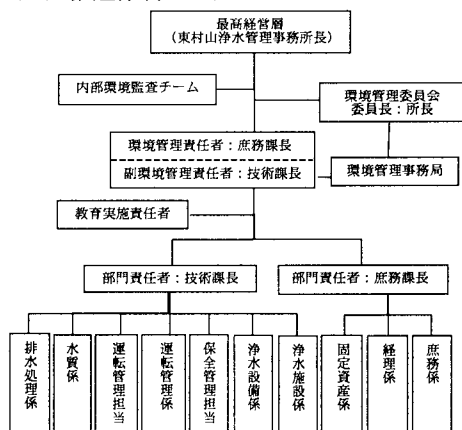 最高経営層
（東村山浄水管理事務所長）
内部環境監査チーム
環境管理委員会
委員長：所長
環境管理責任者：庶務課長
副環境管理責任者：技術課長
環境管理事務局
教育実施責任者
部門責任者：技術課長
部門責任者：庶務課長
排水処理係
水質係
運転管理担当
運転管理係
保全管理担当
浄水設備係
浄水施設係
固定資産係
経理係
庶務係